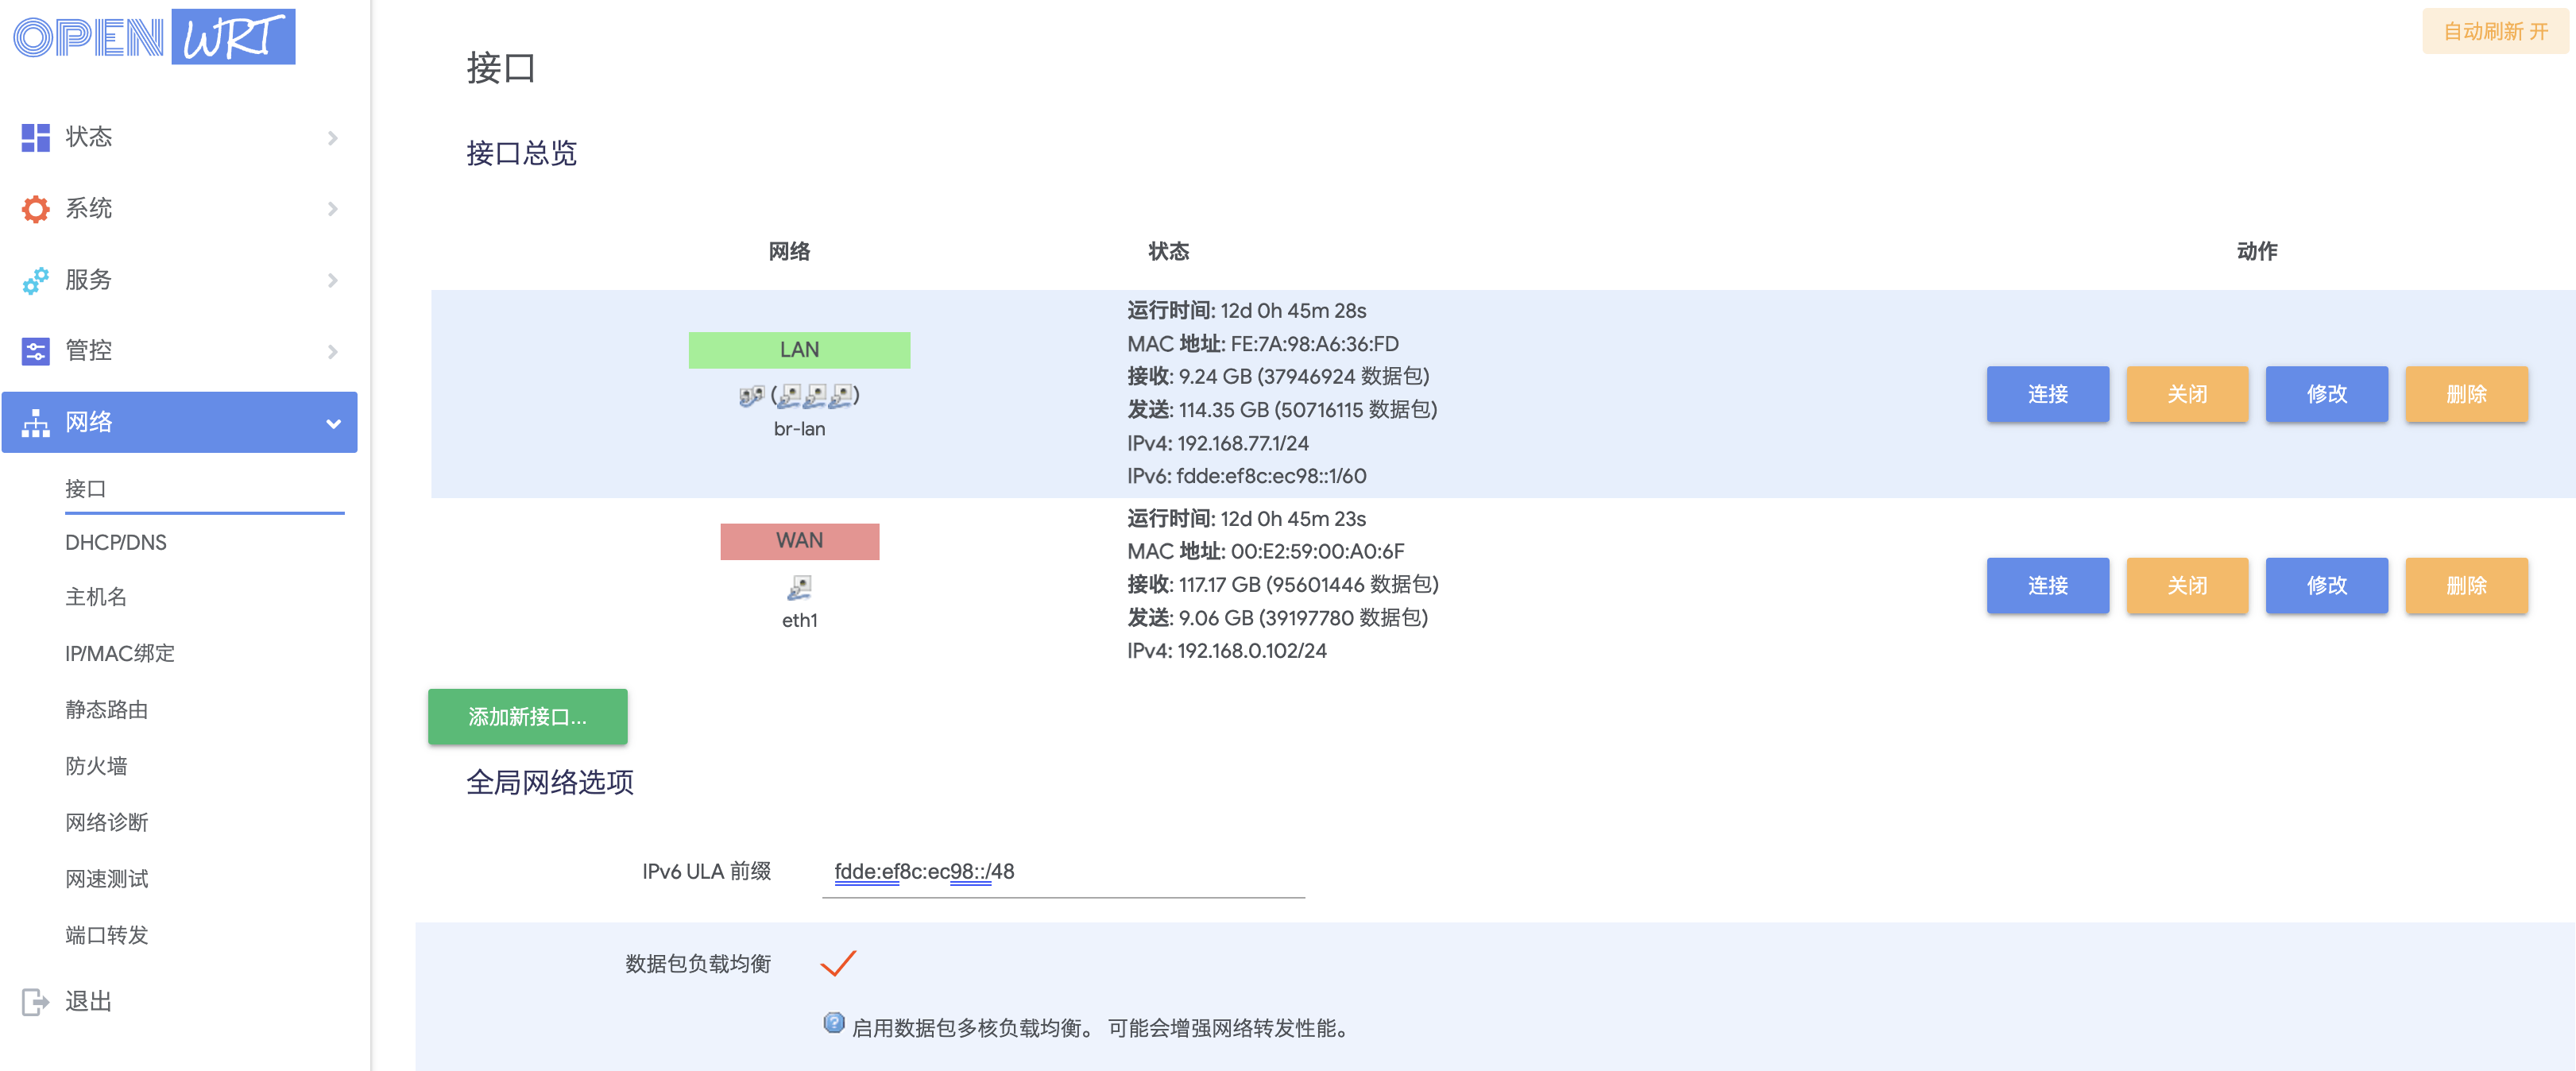 OPEN WRT
自动刷新 开
状态
系统
服务
管控
网络
接口
DHCP/DNS
主机名
IP/MAC绑定
静态路由
防火墙
网络诊断
网速测试
端口转发
退出
接口
接口总览
网络 状态 动作
LAN
br-lan
运行时间: 12d 0h 45m 28s
MAC 地址: FE:7A:98:A6:36:FD
接收: 9.24 GB (37946924 数据包)
发送: 114.35 GB (50716115 数据包)
IPv4: 192.168.77.1/24
IPv6: fdde:ef8c:ec98::1/60
连接 关闭 修改 删除
WAN
eth1
运行时间: 12d 0h 45m 23s
MAC 地址: 00:E2:59:00:A0:6F
接收: 117.17 GB (95601446 数据包)
发送: 9.06 GB (39197780 数据包)
IPv4: 192.168.0.102/24
连接 关闭 修改 删除
添加新接口...
全局网络选项
IPv6 ULA 前缀 fdde:ef8c:ec98::/48
数据包负载均衡
启用数据包多核负载均衡。 可能会增强网络转发性能。